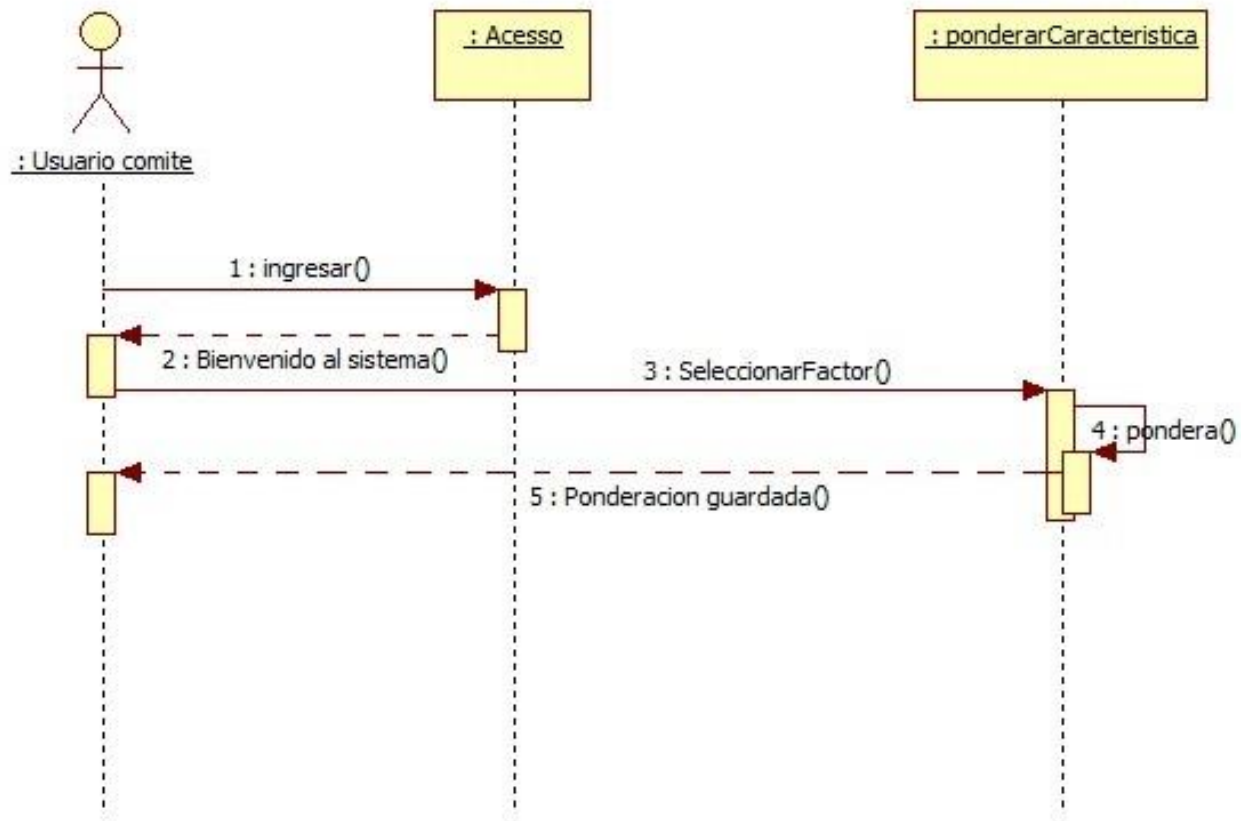 : Acesso
: ponderarCaracteristica
: Usuario comite
1 : ingresar()
2 : Bienvenido al sistema()
3 : SeleccionarFactor()
4 : pondera()
5 : Ponderacion guardada()